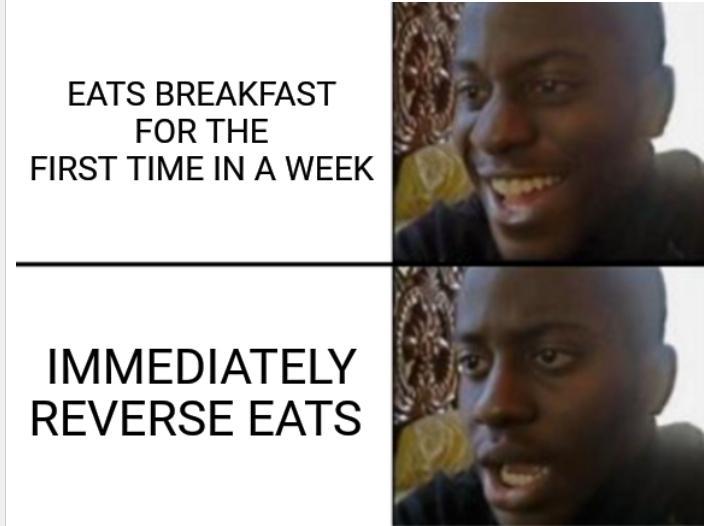 EATS BREAKFAST
FOR THE
FIRST TIME IN A WEEK
IMMEDIATELY
REVERSE EATS